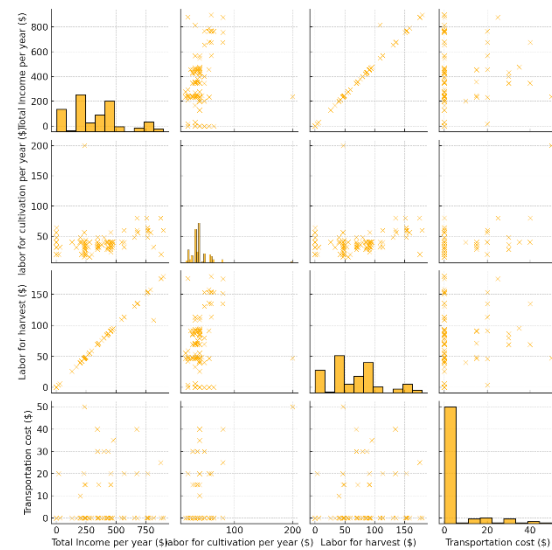 Total Income per year ($)
800
600
400
200
0
labor for cultivation per year ($)
200
150
100
50
Labor for harvest ($)
150
100
50
0
Transportation cost ($)
50
40
30
20
10
0
250 500 750
100 200
0 50 100 150
0 20 40
Total Income per year ($) labor for cultivation per year ($) Labor for harvest ($) Transportation cost ($)